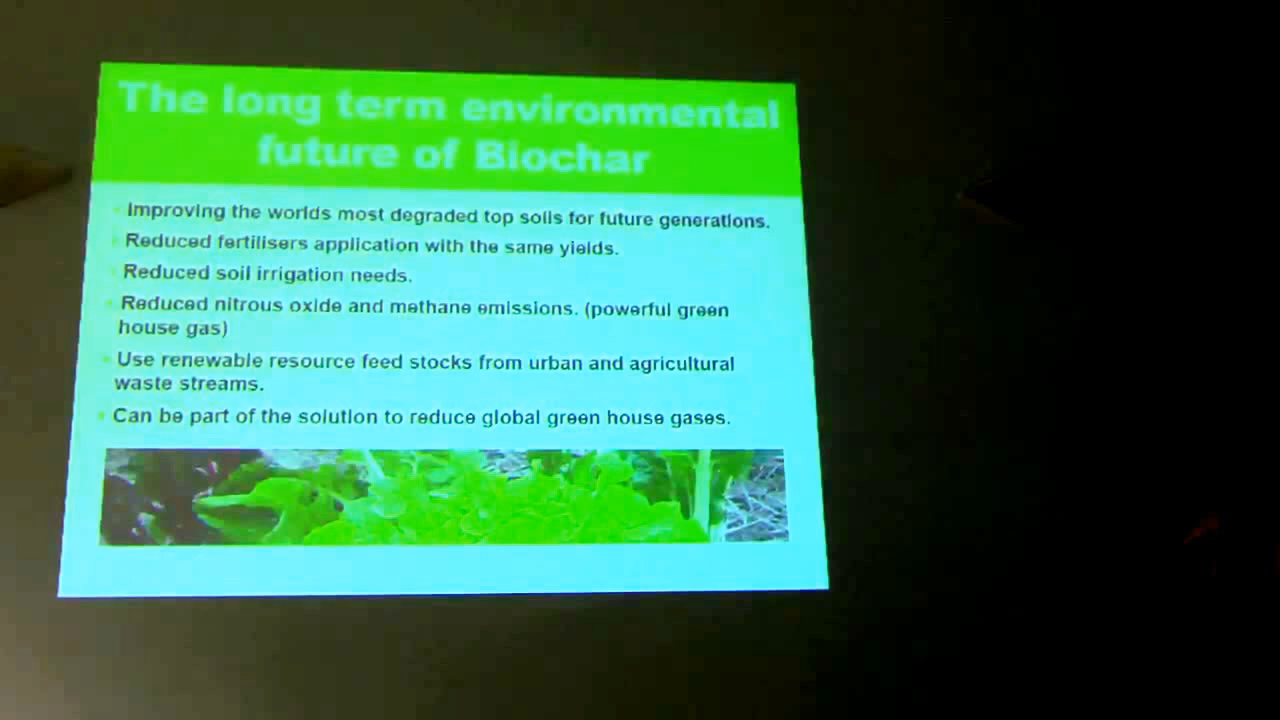 The long term environmental
future of Biochar
Improving the worlds most degraded top soils for future generations.
Reduced fertilisers application with the same yields.
Reduced soil irrigation needs.
Reduced nitrous oxide and methane emissions. (powerful green
house gas)
Use renewable resource feed stocks from urban and agricultural
waste streams.
Can be part of the solution to reduce global green house gases.